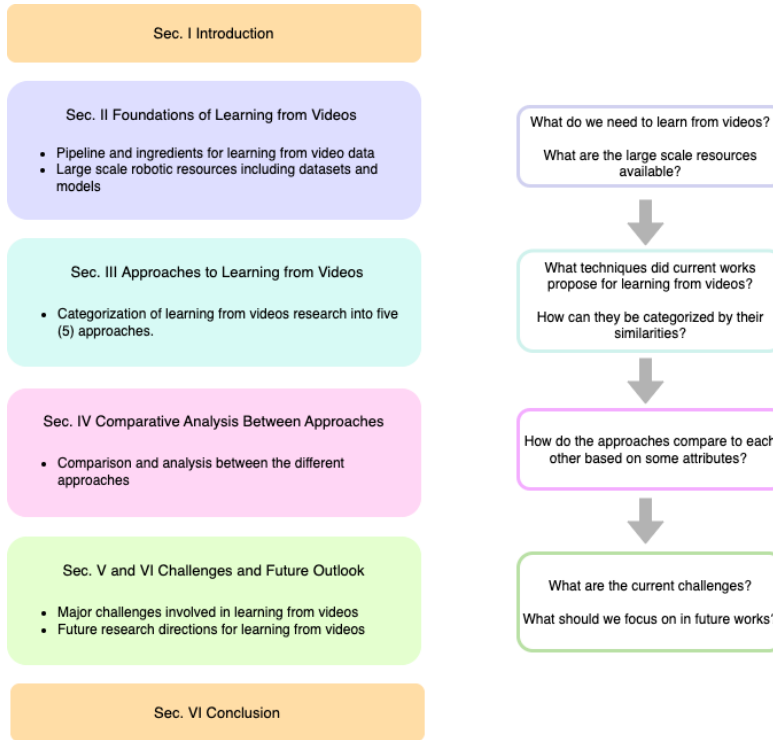 Sec. I Introduction
Sec. II Foundations of Learning from Videos
• Pipeline and ingredients for learning from video data
• Large scale robotic resources including datasets and
models
What do we need to learn from videos?
What are the large scale resources
available?
Sec. III Approaches to Learning from Videos
• Categorization of learning from videos research into five
(5) approaches.
What techniques did current works
propose for learning from videos?
How can they be categorized by their
similarities?
Sec. IV Comparative Analysis Between Approaches
• Comparison and analysis between the different
approaches
How do the approaches compare to each
other based on some attributes?
Sec. V and VI Challenges and Future Outlook
• Major challenges involved in learning from videos
• Future research directions for learning from videos
What are the current challenges?
What should we focus on in future works?
Sec. VI Conclusion